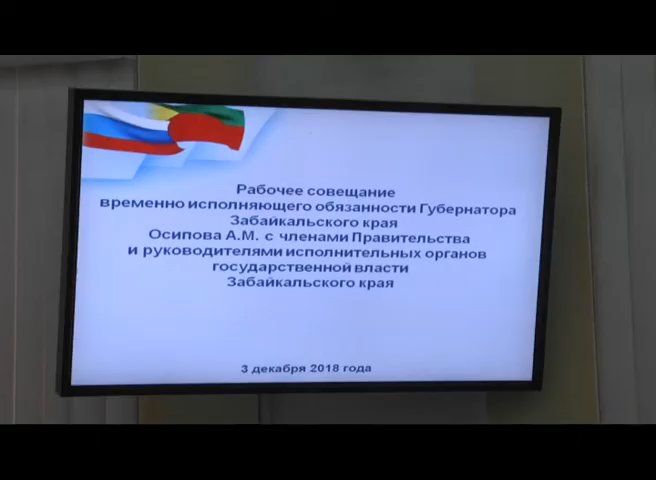 Рабочее совещание
временно исполняющего обязанности Губернатора
Забайкальского края
Осипова А.М. с членами Правительства
и руководителями исполнительных органов
государственной власти
Забайкальского края
3 декабря 2018 года